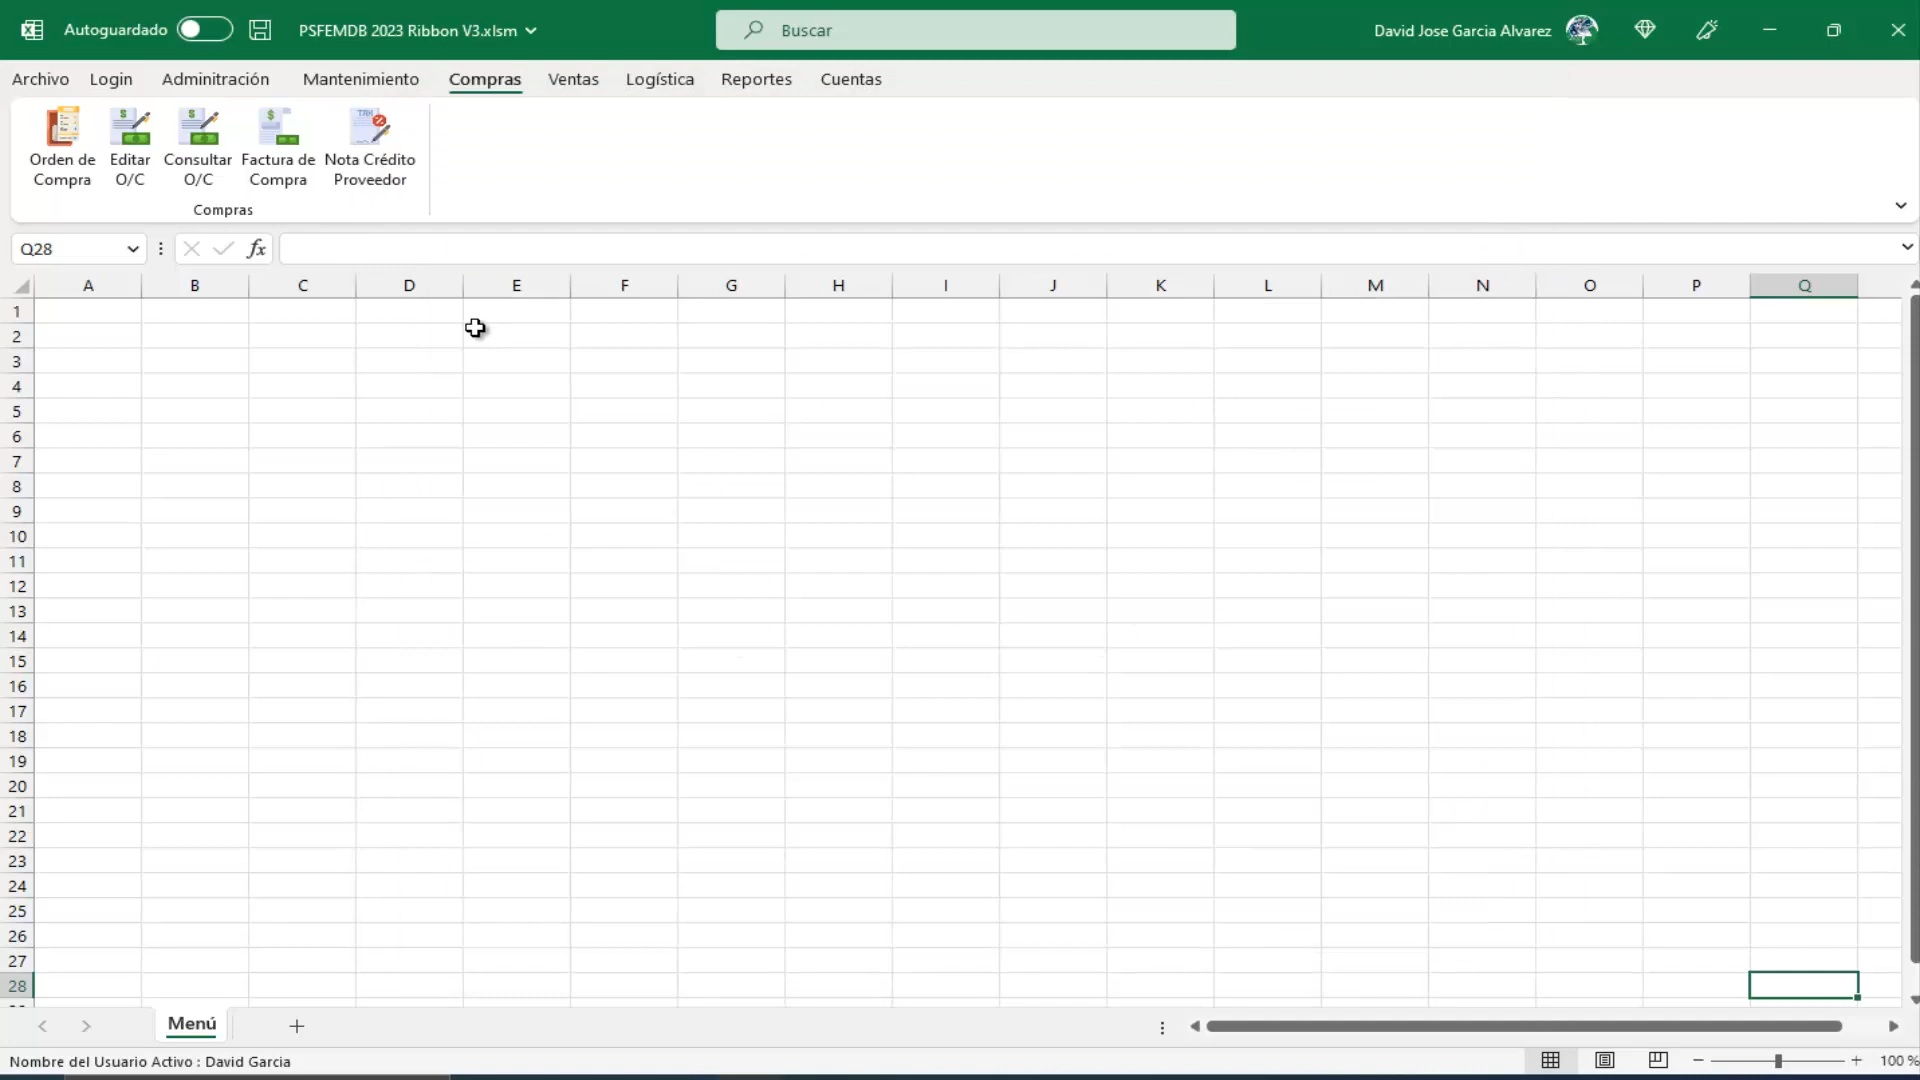 Autoguardado
PSFEMDB 2023 Ribbon V3.xlsm
Buscar
David Jose Garcia Alvarez
Archivo Login Adminitración Mantenimiento Compras Ventas Logística Reportes Cuentas
Orden de Compra
Editar O/C
Consultar O/C
Factura de Compra
TAX
Nota Crédito Proveedor
Compras
Q28
fx
A B C D E F G H I J K L M N O P Q
1
2
3
4
5
6
7
8
9
10
11
12
13
14
15
16
17
18
19
20
21
22
23
24
25
26
27
28
Menú
Nombre del Usuario Activo : David Garcia
100 %